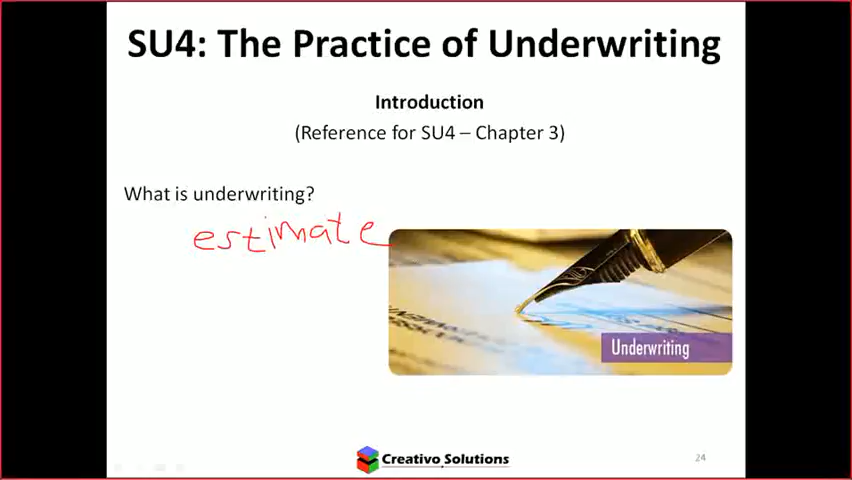 SU4: The Practice of Underwriting
Introduction
(Reference for SU4 – Chapter 3)
What is underwriting?
estimate
Underwriting
Creativo Solutions
24